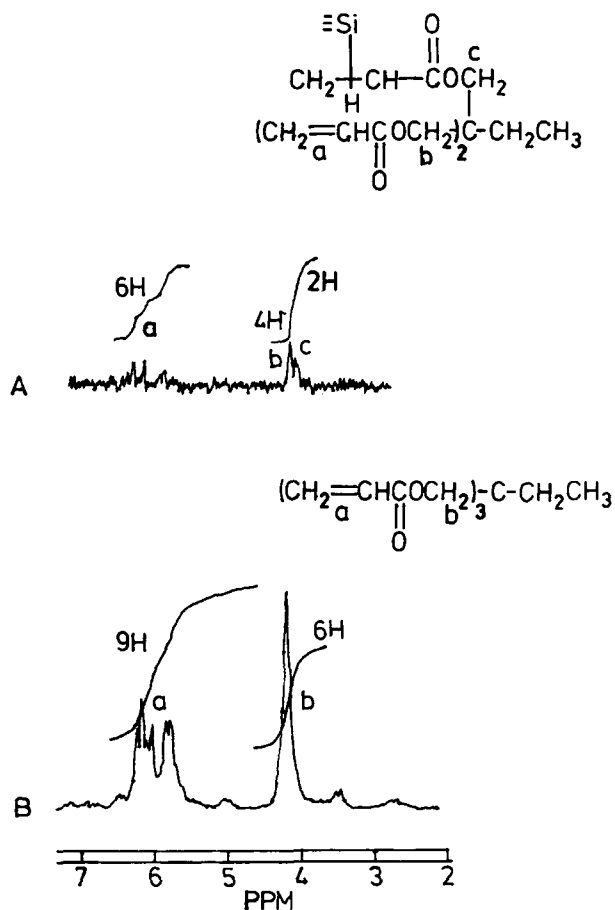 ≡Si
O
c
CH2 CH—COCH2
H
(CH2=CHCOCH2)2C—CH2CH3
a b
O
6H
a
2H
4H
b c
A
(CH2=CHCOCH2)3-C-CH2CH3
a b
O
9H
a
6H
b
B
7 6 5 4 3 2
PPM